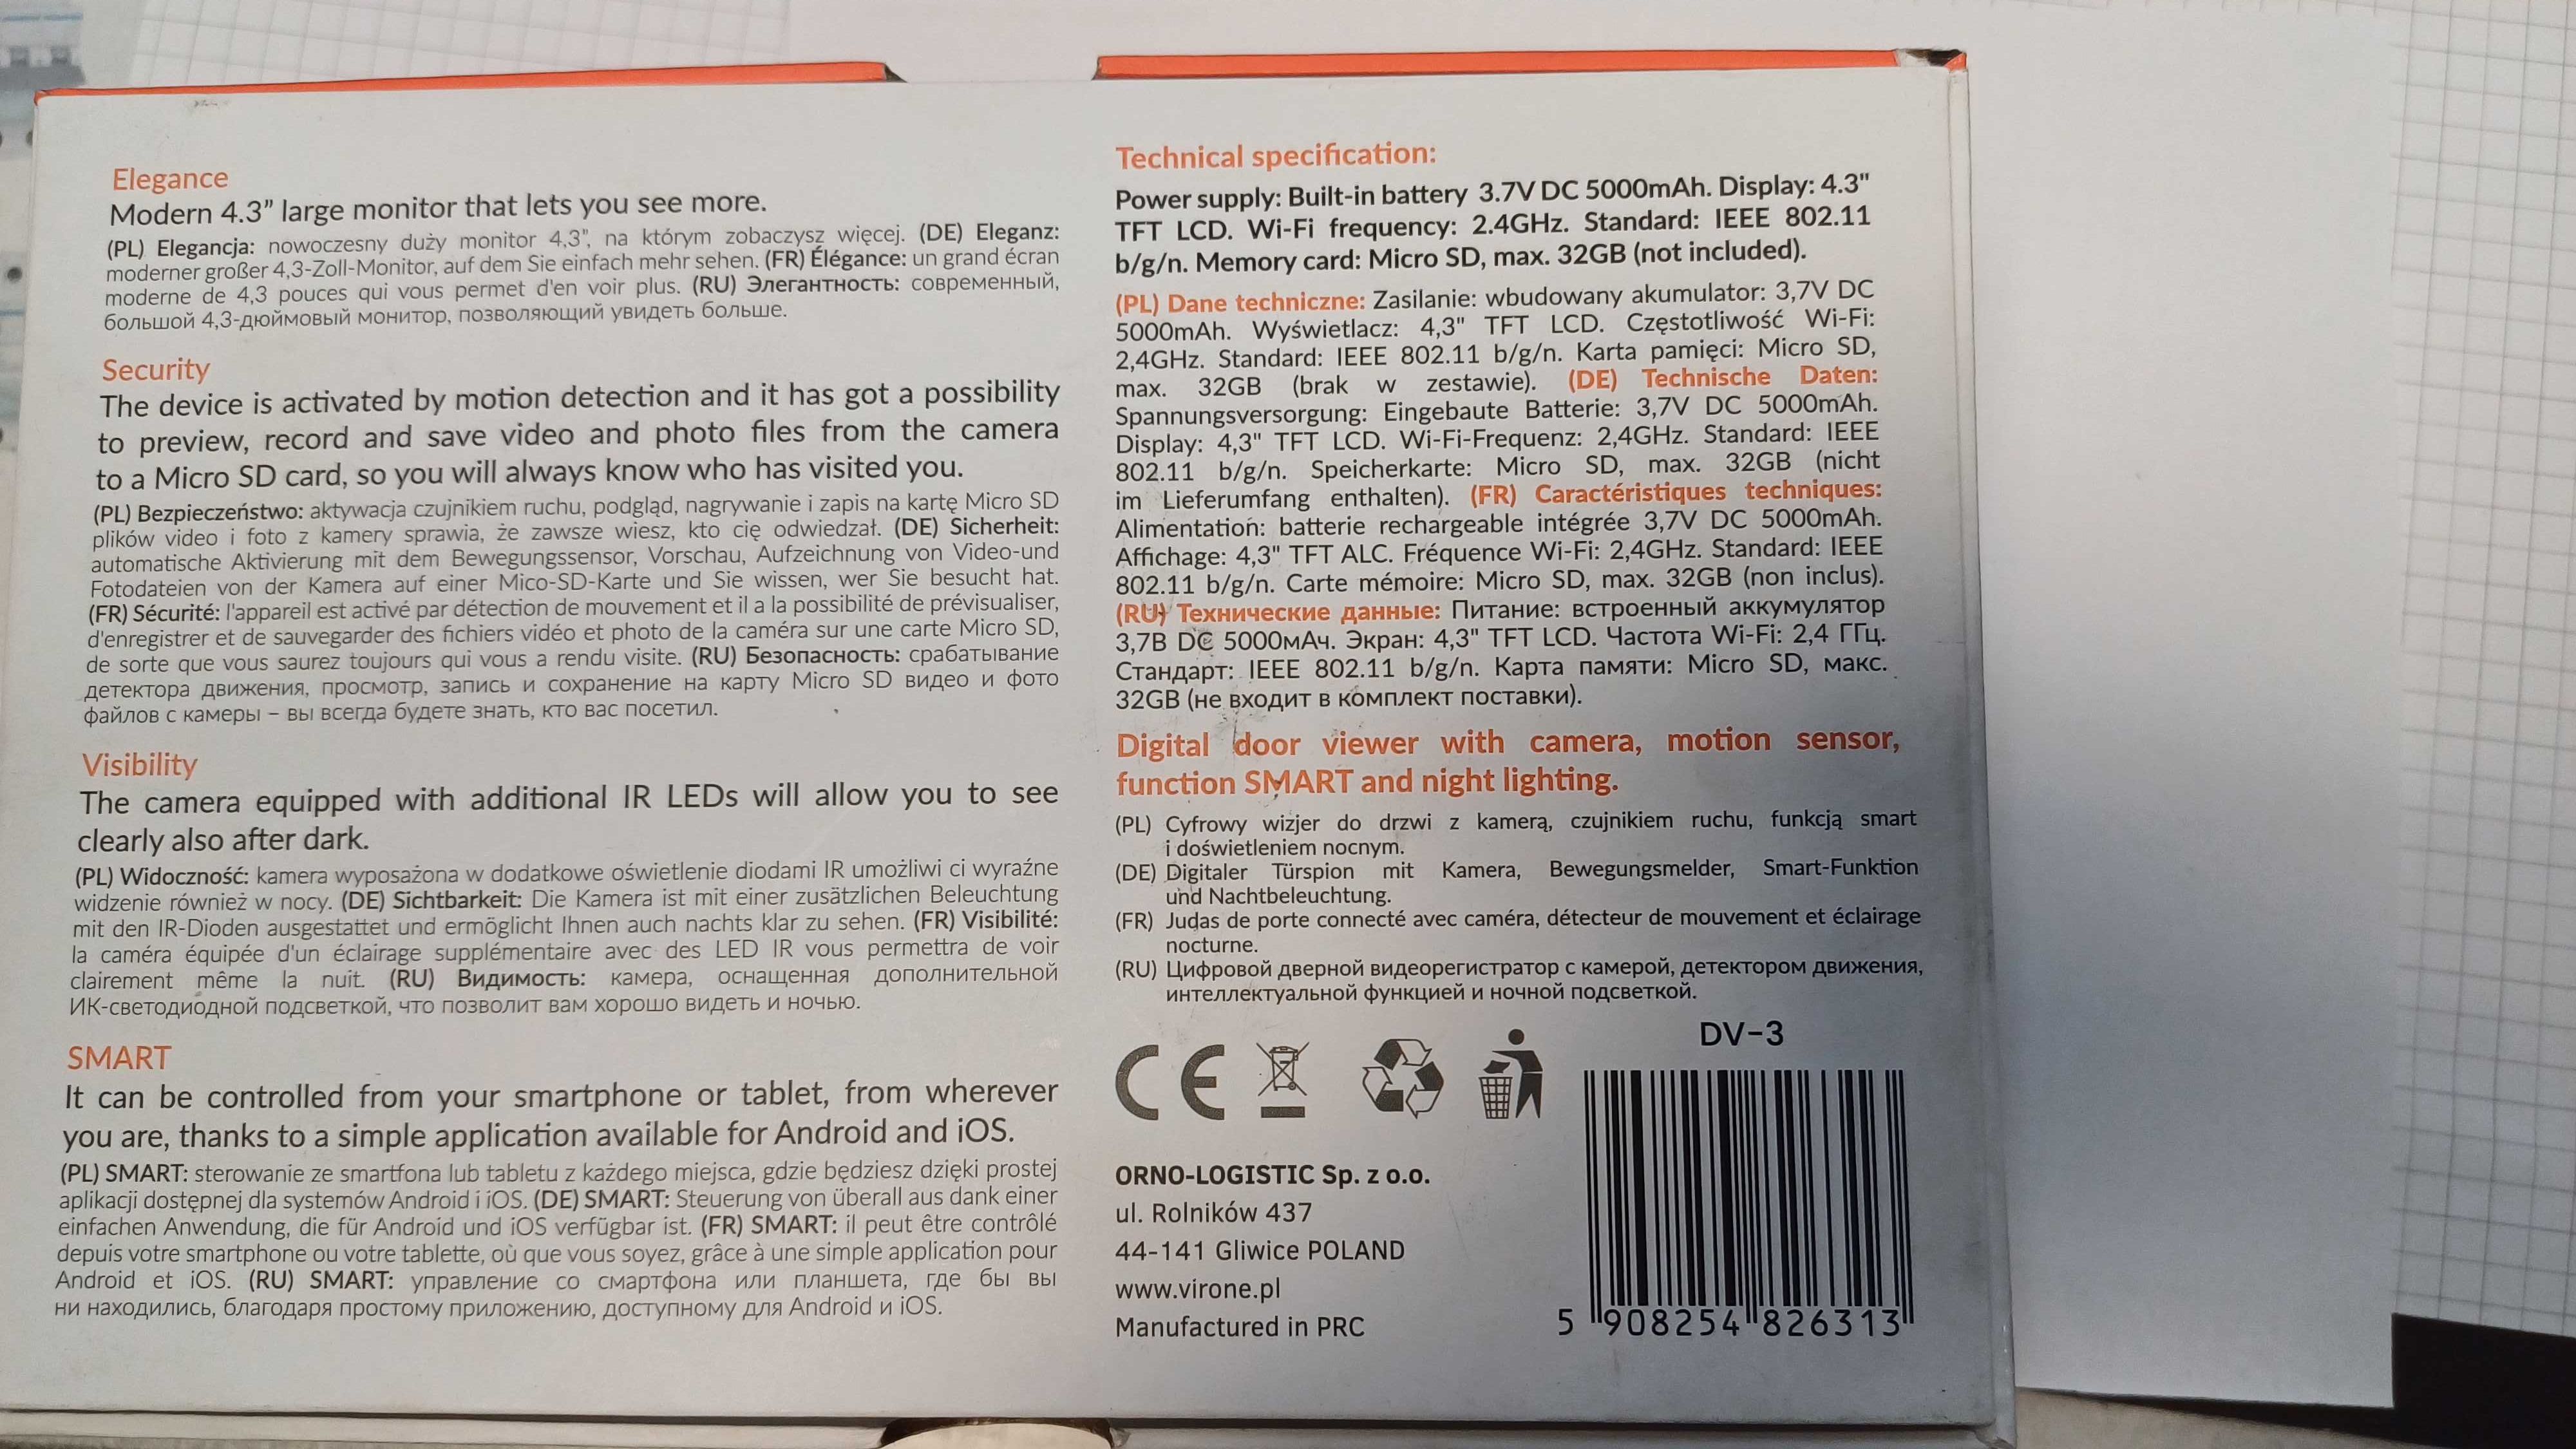 Elegance
Modern 4.3” large monitor that lets you see more.
(PL) Elegancja: nowoczesny duży monitor 4,3”, na którym zobaczysz więcej. (DE) Eleganz:
moderner großer 4,3-Zoll-Monitor, auf dem Sie einfach mehr sehen. (FR) Élégance: un grand écran
moderne de 4,3 pouces qui vous permet d'en voir plus. (RU) Элегантность: современный,
большой 4,3-дюймовый монитор, позволяющий увидеть больше.
Security
The device is activated by motion detection and it has got a possibility
to preview, record and save video and photo files from the camera
to a Micro SD card, so you will always know who has visited you.
(PL) Bezpieczeństwo: aktywacja czujnikiem ruchu, podgląd, nagrywanie i zapis na kartę Micro SD
plików video i foto z kamery sprawia, że zawsze wiesz, kto cię odwiedzał. (DE) Sicherheit:
automatische Aktivierung mit dem Bewegungssensor, Vorschau, Aufzeichnung von Video-und
Fotodateien von der Kamera auf einer Mico-SD-Karte und Sie wissen, wer Sie besucht hat.
(FR) Sécurité: l'appareil est activé par détection de mouvement et il a la possibilité de prévisualiser,
d'enregistrer et de sauvegarder des fichiers vidéo et photo de la caméra sur une carte Micro SD,
de sorte que vous saurez toujours qui vous a rendu visite. (RU) Безопасность: срабатывание
детектора движения, просмотр, запись и сохранение на карту Micro SD видео и фото
файлов с камеры – вы всегда будете знать, кто вас посетил.
Visibility
The camera equipped with additional IR LEDs will allow you to see
clearly also after dark.
(PL) Widoczność: kamera wyposażona w dodatkowe oświetlenie diodami IR umożliwi ci wyraźne
widzenie również w nocy. (DE) Sichtbarkeit: Die Kamera ist mit einer zusätzlichen Beleuchtung
mit den IR-Dioden ausgestattet und ermöglicht Ihnen auch nachts klar zu sehen. (FR) Visibilité:
la caméra équipée d'un éclairage supplémentaire avec des LED IR vous permettra de voir
clairement même la nuit. (RU) Видимость: камера, оснащенная дополнительной
ИК-светодиодной подсветкой, что позволит вам хорошо видеть и ночью.
SMART
It can be controlled from your smartphone or tablet, from wherever
you are, thanks to a simple application available for Android and iOS.
(PL) SMART: sterowanie ze smartfona lub tabletu z każdego miejsca, gdzie będziesz dzięki prostej
aplikacji dostępnej dla systemów Android i iOS. (DE) SMART: Steuerung von überall aus dank einer
einfachen Anwendung, die für Android und iOS verfügbar ist. (FR) SMART: il peut être contrôlé
depuis votre smartphone ou votre tablette, où que vous soyez, grâce à une simple application pour
Android et iOS. (RU) SMART: управление со смартфона или планшета, где бы вы
ни находились, благодаря простому приложению, доступному для Android и iOS.
Technical specification:
Power supply: Built-in battery 3.7V DC 5000mAh. Display: 4.3"
TFT LCD. Wi-Fi frequency: 2.4GHz. Standard: IEEE 802.11
b/g/n. Memory card: Micro SD, max. 32GB (not included).
(PL) Dane techniczne: Zasilanie: wbudowany akumulator: 3,7V DC
5000mAh. Wyświetlacz: 4,3" TFT LCD. Częstotliwość Wi-Fi:
2,4GHz. Standard: IEEE 802.11 b/g/n. Karta pamięci: Micro SD,
max. 32GB (brak w zestawie). (DE) Technische Daten:
Spannungsversorgung: Eingebaute Batterie: 3,7V DC 5000mAh.
Display: 4,3" TFT LCD. Wi-Fi-Frequenz: 2,4GHz. Standard: IEEE
802.11 b/g/n. Speicherkarte: Micro SD, max. 32GB (nicht
im Lieferumfang enthalten). (FR) Caractéristiques techniques:
Alimentation: batterie rechargeable intégrée 3,7V DC 5000mAh.
Affichage: 4,3" TFT ALC. Fréquence Wi-Fi: 2,4GHz. Standard: IEEE
802.11 b/g/n. Carte mémoire: Micro SD, max. 32GB (non inclus).
(RU) Технические данные: Питание: встроенный аккумулятор
3,7В DC 5000мАч. Экран: 4,3" TFT LCD. Частота Wi-Fi: 2,4 ГГц.
Стандарт: IEEE 802.11 b/g/n. Карта памяти: Micro SD, макс.
32GB (не входит в комплект поставки).
Digital door viewer with camera, motion sensor,
function SMART and night lighting.
(PL) Cyfrowy wizjer do drzwi z kamerą, czujnikiem ruchu, funkcją smart
i doświetleniem nocnym.
(DE) Digitaler Türspion mit Kamera, Bewegungsmelder, Smart-Funktion
und Nachtbeleuchtung.
(FR) Judas de porte connecté avec caméra, détecteur de mouvement et éclairage
nocturne.
(RU) Цифровой дверной видеорегистратор с камерой, детектором движения,
интеллектуальной функцией и ночной подсветкой.
DV-3
CE
ORNO-LOGISTIC Sp. z o.o.
ul. Rolników 437
44-141 Gliwice POLAND
www.virone.pl
Manufactured in PRC
5 908254 826313